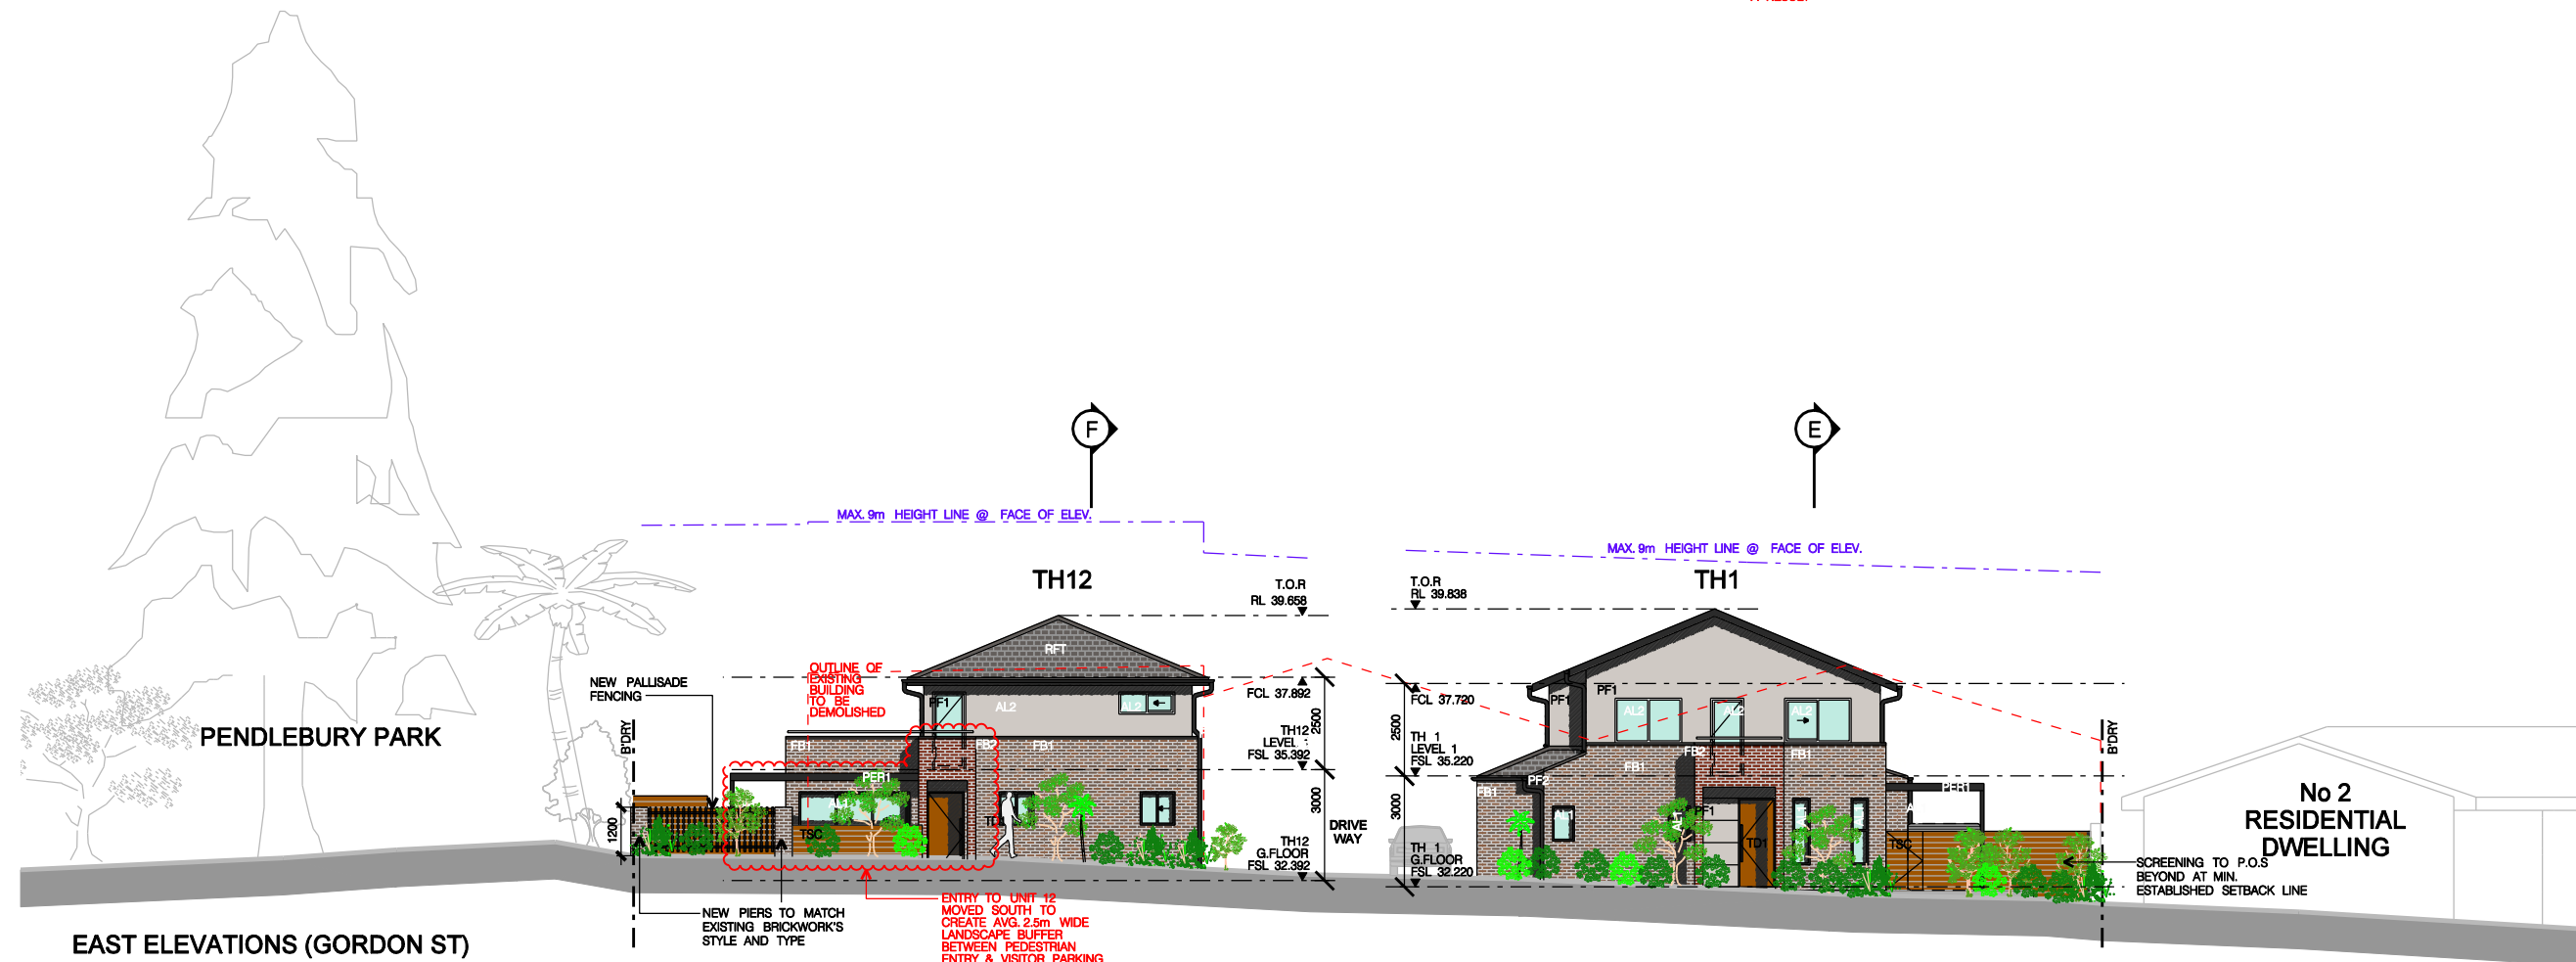 F
E
MAX. 9m HEIGHT LINE @ FACE OF ELEV.
MAX. 9m HEIGHT LINE @ FACE OF ELEV.
TH12
TH1
T.O.R
RL 39.658
T.O.R
RL 39.838
RFT
OUTLINE OF
EXISTING
BUILDING
TO BE
DEMOLISHED
NEW PALLISADE
FENCING
FCL 37.892
FCL 37.720
PF1
AL2
AL2
PF1
PF1
AL2
AL2
AL2
2500
2500
PENDLEBURY PARK
B'DRY
B'DRY
TH12
LEVEL
FSL 35.392
TH 1
LEVEL 1
FSL 35.220
FB1
FB2
FB1
FB1
FB2
FB1
PER1
PF2
FB1
PER1
1200
3000
3000
DRIVE
WAY
AL1
PF1
TSC
TD1
TSC
No 2
RESIDENTIAL
DWELLING
TH12
G.FLOOR
FSL 32.392
TH 1
G.FLOOR
FSL 32.220
SCREENING TO P.O.S
BEYOND AT MIN.
ESTABLISHED SETBACK LINE
NEW PIERS TO MATCH
EXISTING BRICKWORK'S
STYLE AND TYPE
ENTRY TO UNIT 12
MOVED SOUTH TO
CREATE AVG. 2.5m WIDE
LANDSCAPE BUFFER
BETWEEN PEDESTRIAN
ENTRY & VISITOR PARKING
EAST ELEVATIONS (GORDON ST)